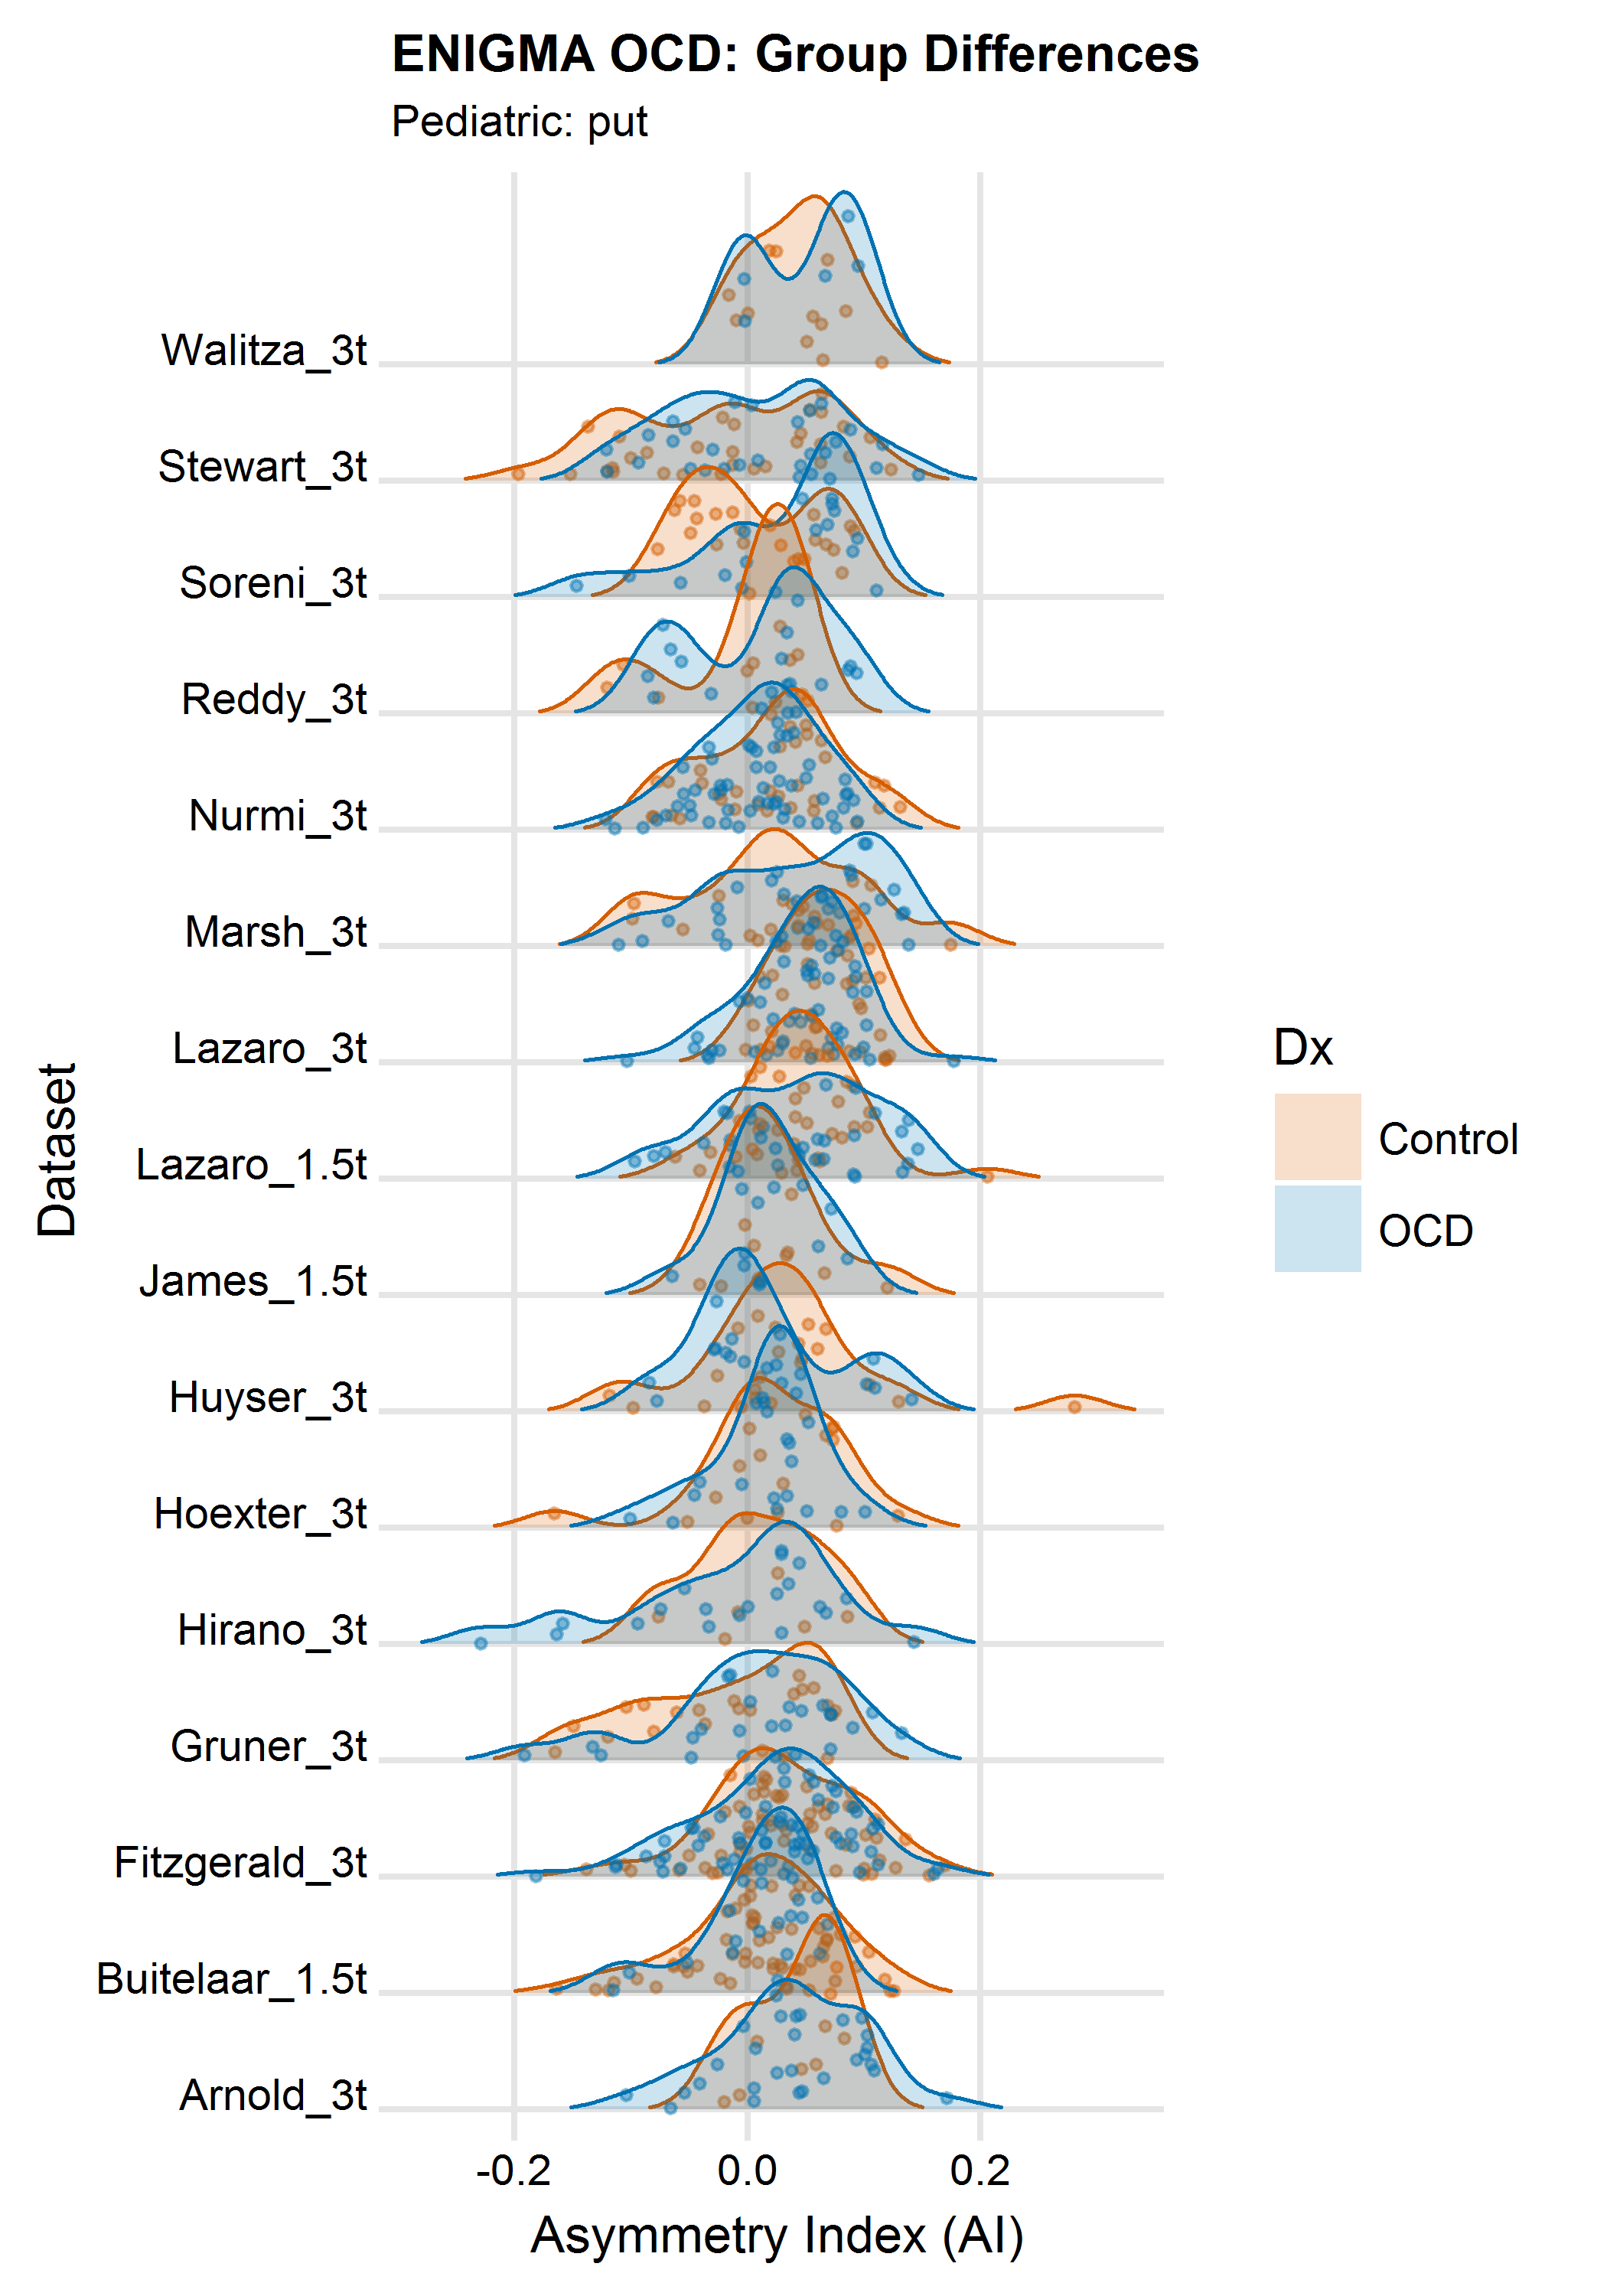 ENIGMA OCD: Group Differences
Pediatric: put
Walitza_3t
Stewart_3t
Soreni_3t
Reddy_3t
Nurmi_3t
Marsh_3t
Lazaro_3t
Lazaro_1.5t
James_1.5t
Huyser_3t
Hoexter_3t
Hirano_3t
Gruner_3t
Fitzgerald_3t
Buitelaar_1.5t
Arnold_3t
Dataset
-0.2 0.0 0.2
Asymmetry Index (AI)
Dx
Control
OCD